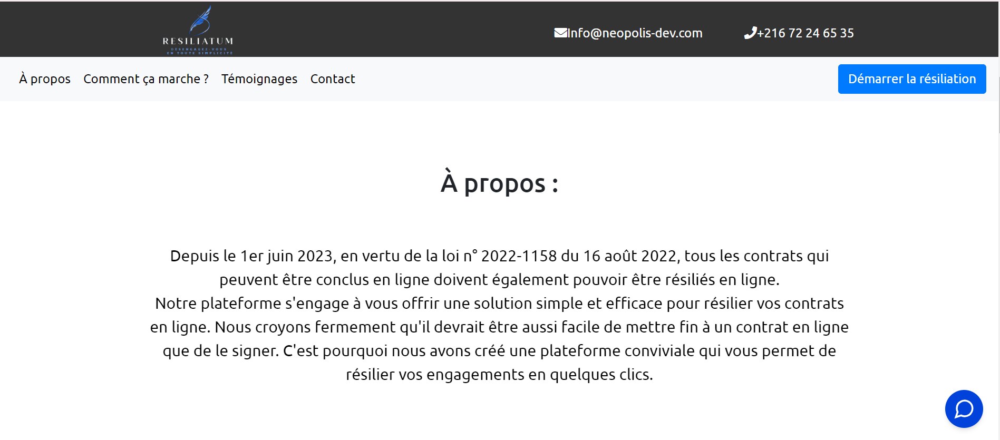 RESILIATUM
DÉSENGAGEZ-VOUS
EN TOUTE SIMPLICITÉ
Info@neopolis-dev.com
+216 72 24 65 35
À propos
Comment ça marche ?
Témoignages
Contact
Démarrer la résiliation
À propos :
Depuis le 1er juin 2023, en vertu de la loi n° 2022-1158 du 16 août 2022, tous les contrats qui
peuvent être conclus en ligne doivent également pouvoir être résiliés en ligne.
Notre plateforme s'engage à vous offrir une solution simple et efficace pour résilier vos contrats
en ligne. Nous croyons fermement qu'il devrait être aussi facile de mettre fin à un contrat en ligne
que de le signer. C'est pourquoi nous avons créé une plateforme conviviale qui vous permet de
résilier vos engagements en quelques clics.